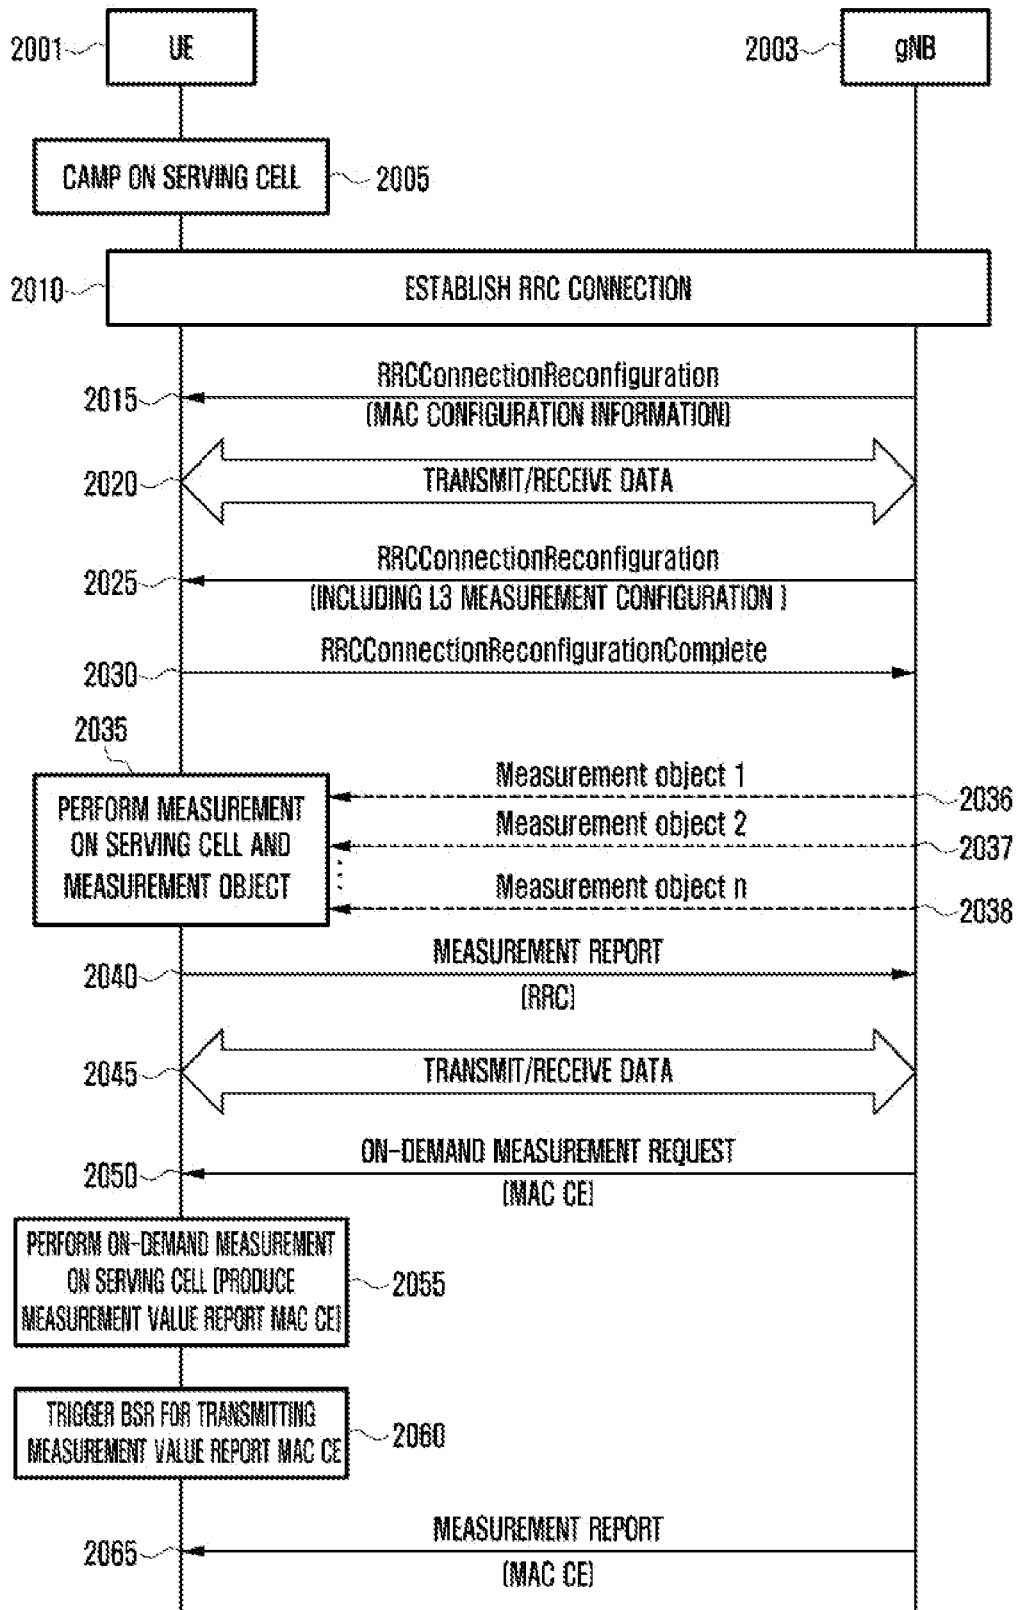 2001
UE
2003
gNB
CAMP ON SERVING CELL
2005
2010
ESTABLISH RRC CONNECTION
2015
RRCConnectionReconfiguration
(MAC CONFIGURATION INFORMATION)
2020
TRANSMIT/RECEIVE DATA
2025
RRCConnectionReconfiguration
(INCLUDING L3 MEASUREMENT CONFIGURATION )
2030
RRCConnectionReconfigurationComplete
2035
PERFORM MEASUREMENT
ON SERVING CELL AND
MEASUREMENT OBJECT
Measurement object 1
2036
Measurement object 2
2037
Measurement object n
2038
2040
MEASUREMENT REPORT
(RRC)
2045
TRANSMIT/RECEIVE DATA
2050
ON-DEMAND MEASUREMENT REQUEST
(MAC CE)
PERFORM ON-DEMAND MEASUREMENT
ON SERVING CELL (PRODUCE
MEASUREMENT VALUE REPORT MAC CE)
2055
TRIGGER BSR FOR TRANSMITTING
MEASUREMENT VALUE REPORT MAC CE
2060
2065
MEASUREMENT REPORT
(MAC CE)